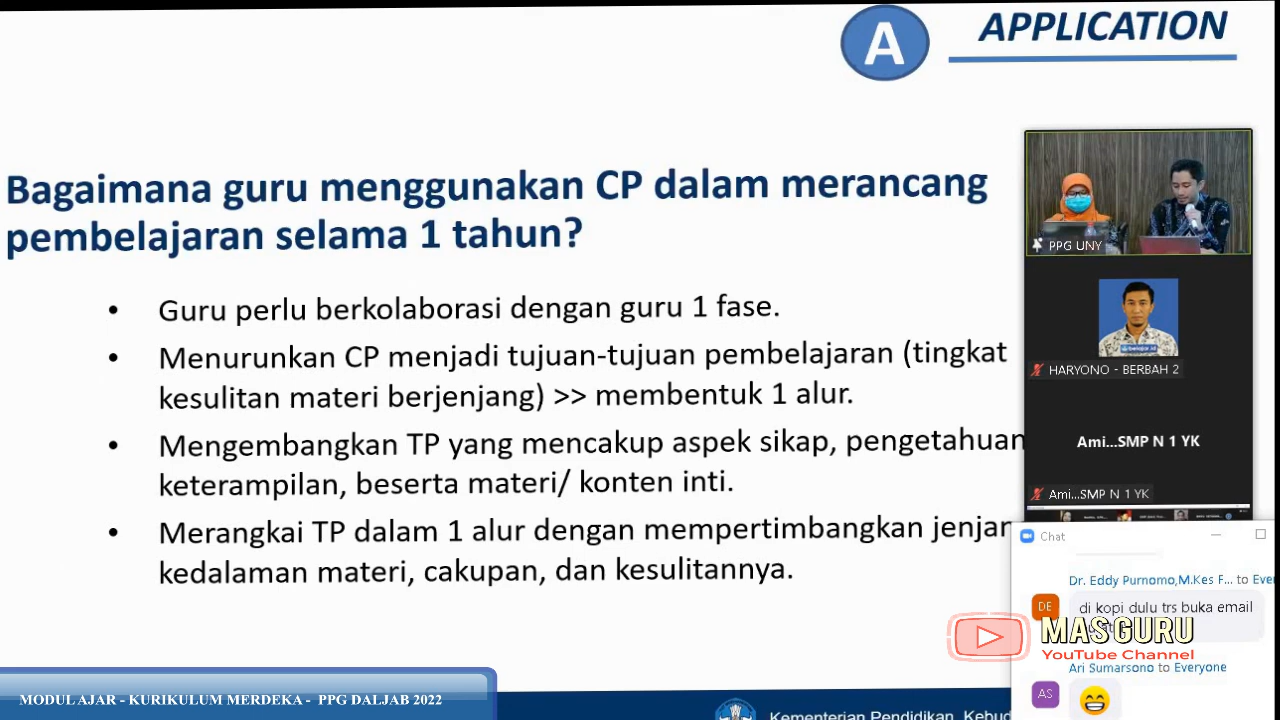 A
APPLICATION
Bagaimana guru menggunakan CP dalam merancang
pembelajaran selama 1 tahun?
• Guru perlu berkolaborasi dengan guru 1 fase.
• Menurunkan CP menjadi tujuan-tujuan pembelajaran (tingkat
kesulitan materi berjenjang) >> membentuk 1 alur.
• Mengembangkan TP yang mencakup aspek sikap, pengetahuan
keterampilan, beserta materi/ konten inti.
• Merangkai TP dalam 1 alur dengan mempertimbangkan jenjan
kedalaman materi, cakupan, dan kesulitannya.
PPG UNY
HARYONO - BERBAH 2
Ami...SMP N 1 YK
Ami...SMP N 1 YK
Chat
Dr. Eddy Purnomo,M.Kes F... to Ever
DE
di kopi dulu trs buka email
MAS GURU
YouTube Channel
Ari Sumarsono to Everyone
AS
MODUL AJAR - KURIKULUM MERDEKA - PPG DALJAB 2022
Kementerian Pendidikan, Kebud